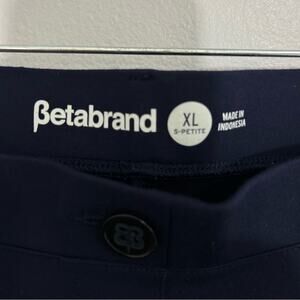 βetabrand
XL
S-PETITE
MADE IN
INDONESIA